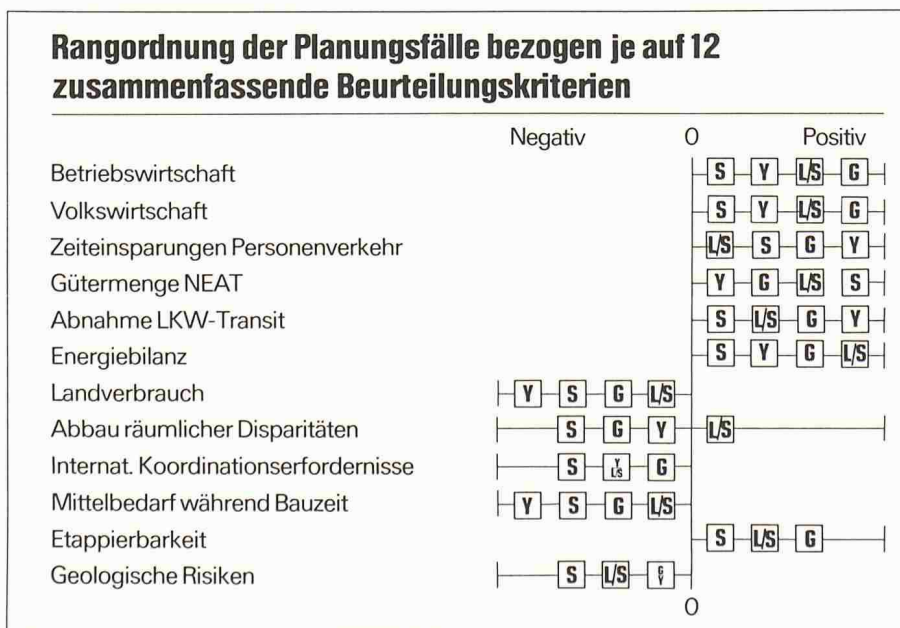 Rangordnung der Planungsfälle bezogen je auf 12
zusammenfassende Beurteilungskriterien
Negativ 0 Positiv
Betriebswirtschaft S Y L/S G
Volkswirtschaft S Y L/S G
Zeiteinsparungen Personenverkehr L/S S G Y
Gütermenge NEAT Y G L/S S
Abnahme LKW-Transit S L/S G Y
Energiebilanz S Y G L/S
Landverbrauch Y S G L/S
Abbau räumlicher Disparitäten S G Y L/S
Internat. Koordinationserfordernisse S Y L/S G
Mittelbedarf während Bauzeit Y S G L/S
Etappierbarkeit S L/S G
Geologische Risiken S L/S G Y
0